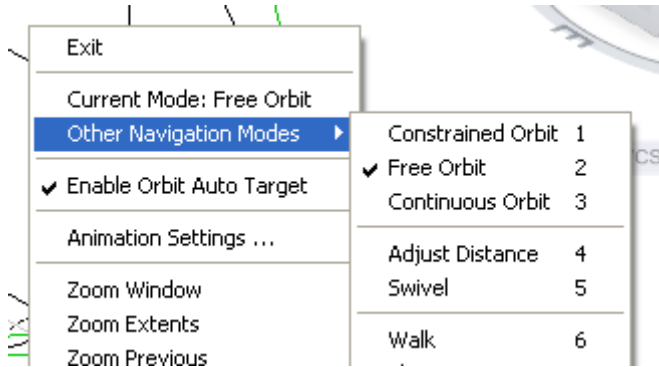 Exit
Current Mode: Free Orbit
Other Navigation Modes
Enable Orbit Auto Target
Animation Settings ...
Zoom Window
Zoom Extents
Zoom Previous
Constrained Orbit 1
Free Orbit 2
Continuous Orbit 3
Adjust Distance 4
Swivel 5
Walk 6
E
CS